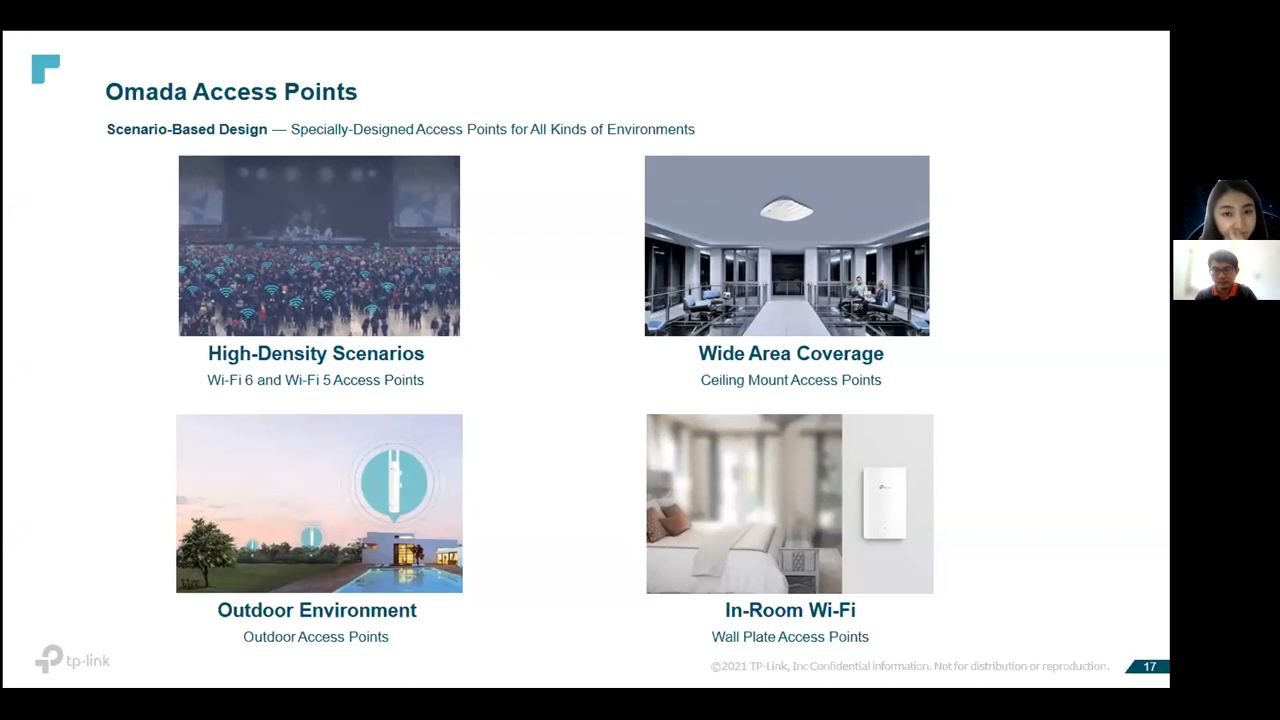 Omada Access Points
Scenario-Based Design — Specially-Designed Access Points for All Kinds of Environments
High-Density Scenarios
Wi-Fi 6 and Wi-Fi 5 Access Points
Wide Area Coverage
Ceiling Mount Access Points
Outdoor Environment
Outdoor Access Points
In-Room Wi-Fi
Wall Plate Access Points
tp-link
©2021 TP-Link, Inc Confidential information. Not for distribution or reproduction.
17